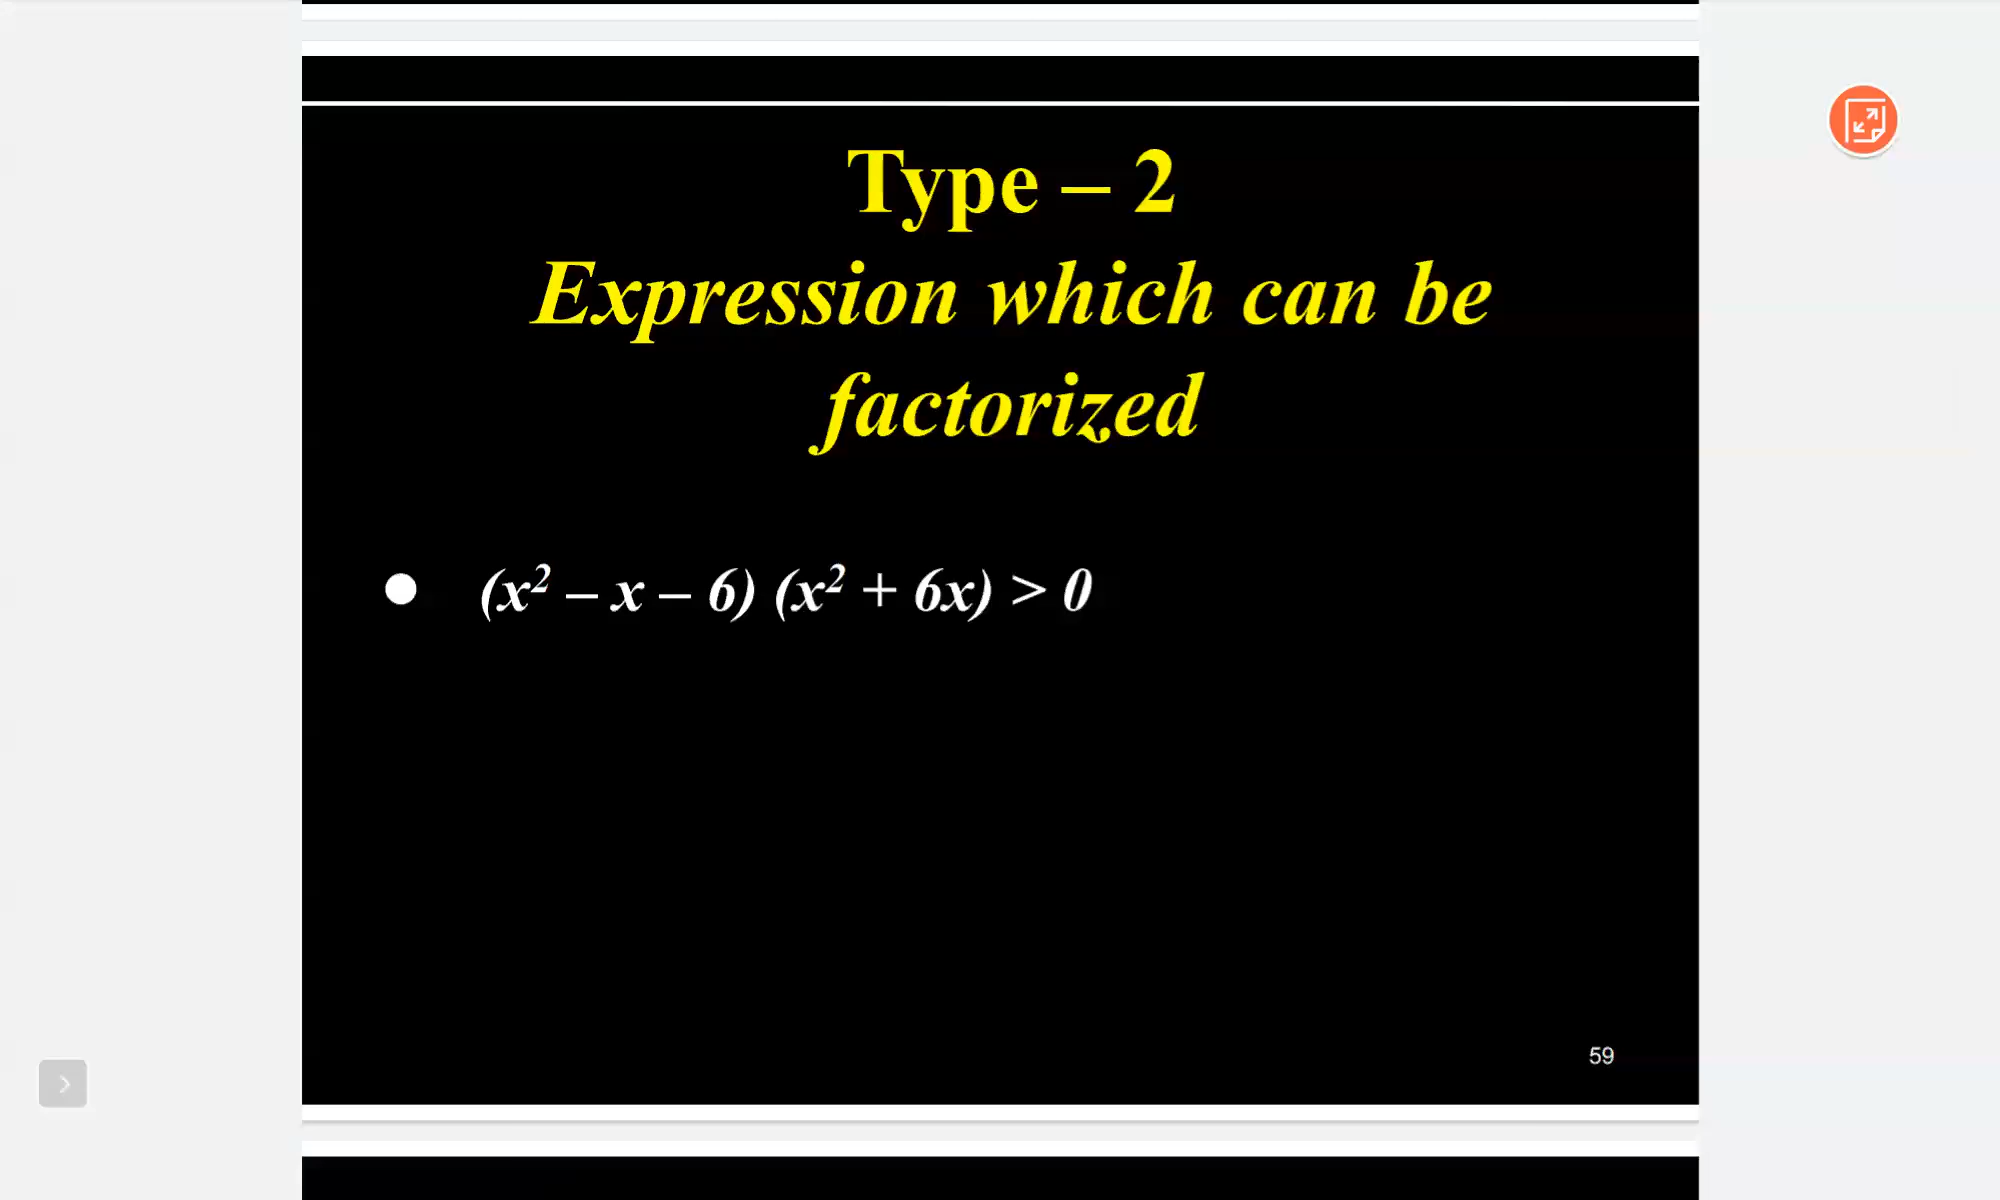 Type – 2
Expression which can be
factorized
● (x² – x – 6) (x² + 6x) > 0
59